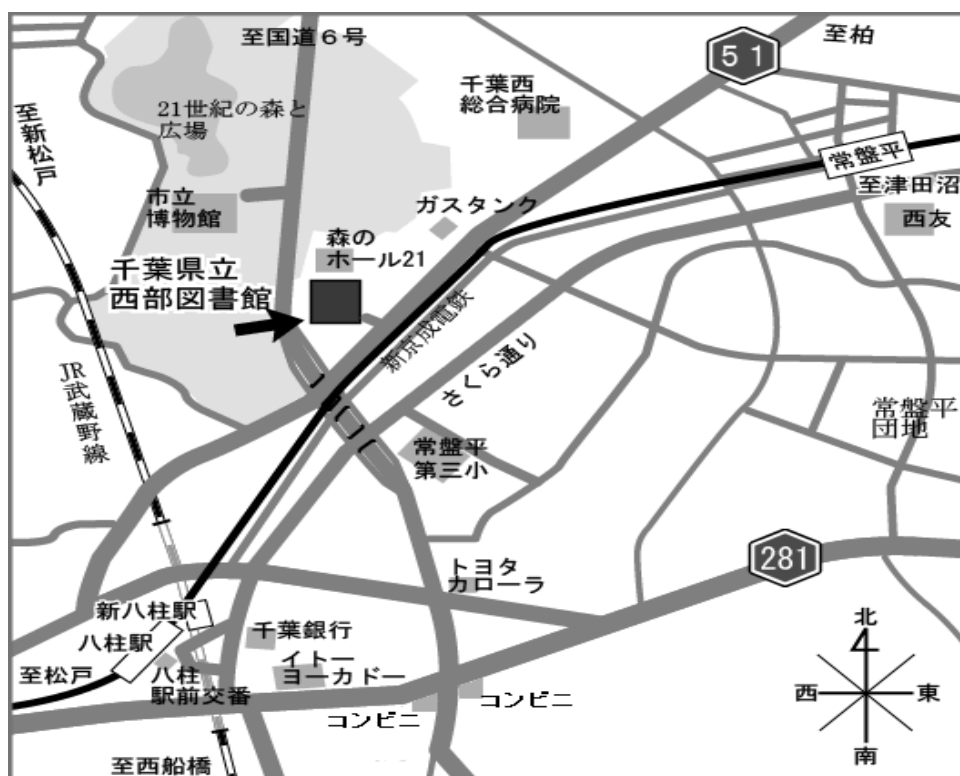 至国道6号
51
至柏
千葉西
総合病院
21世紀の森と
広場
至新松戸
常盤平
至津田沼
西友
市立
博物館
ガスタンク
森の
ホール21
千葉県立
西部図書館
新京成電鉄
さくら通り
JR武蔵野線
常盤平
団地
常盤平
第三小
281
トヨタ
カローラ
新八柱駅
八柱駅
千葉銀行
イトー
ヨーカドー
至松戸
八柱
駅前交番
コンビニ
コンビニ
至西船橋
北
西
東
南